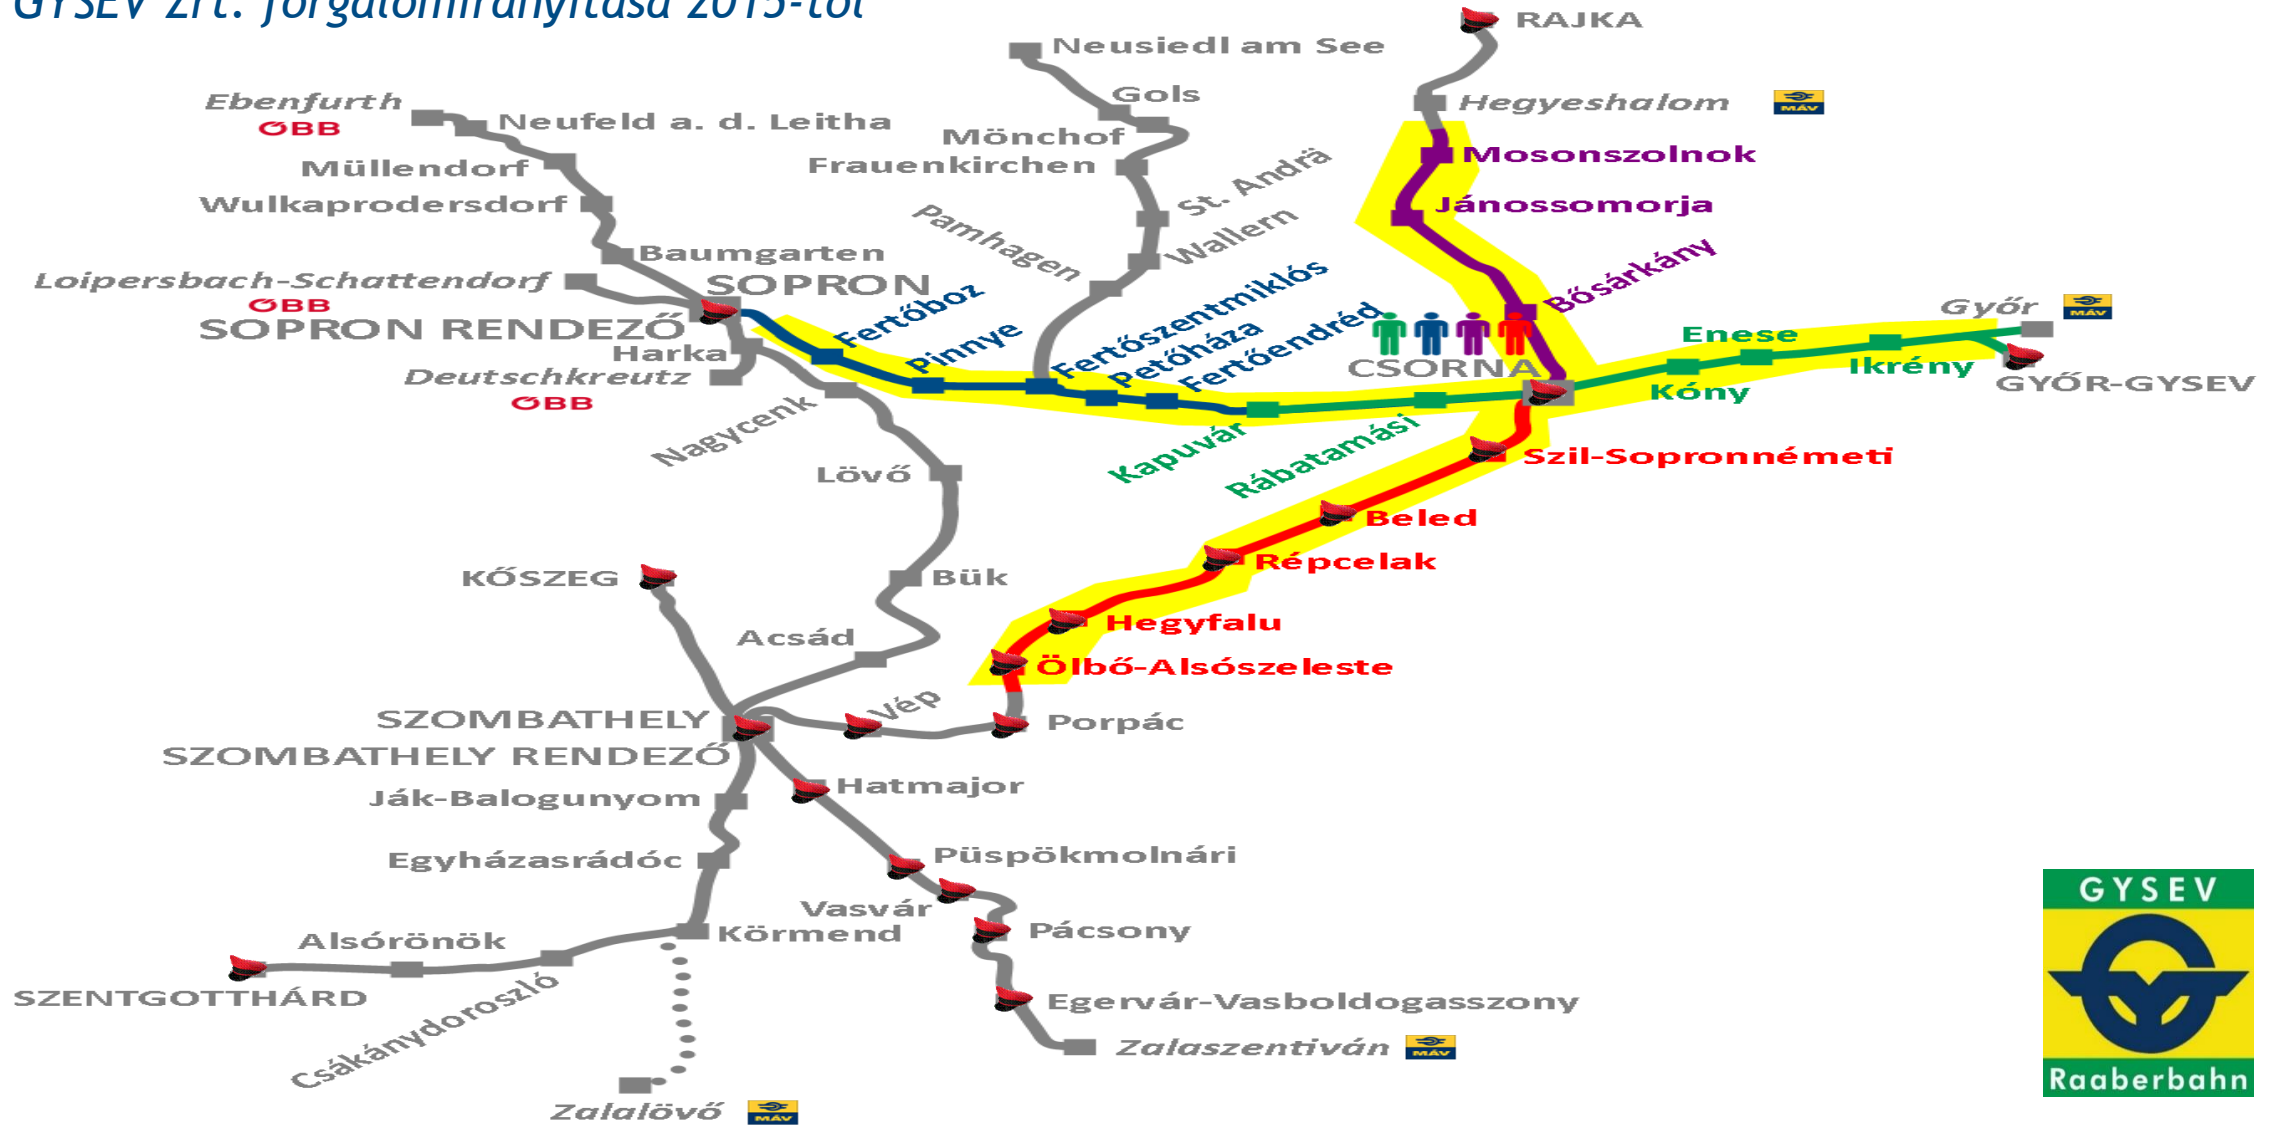 GYSEV Zrt. forgalomirányítása 2015-től
RAJKA
Neusiedl am See
Hegyeshalom
MÁV
Gols
Ebenfurth
ÖBB
Neufeld a. d. Leitha
Mönchof
Mosonszolnok
Müllendorf
Frauenkirchen
St. Andrä
Wulkaprodersdorf
Jánossomorja
Pamhagen
Wallern
Baumgarten
Bősárkány
Loipersbach-Schattendorf
ÖBB
SOPRON
SOPRON RENDEZŐ
Fertőboz
Pinnye
Fertőszentmiklós
Petőháza
Fertőendréd
Győr
MÁV
Enese
Harka
CSORNA
Ikrény
GYŐR-GYSEV
Deutschkreutz
ÖBB
Kóny
Nagycenk
Kapuvár
Rábatamási
Szil-Sopronnémeti
Lövő
Beled
Répcelak
KŐSZEG
Bük
Hegyfalu
Acsád
Ölbő-Alsószeleste
Vép
SZOMBATHELY
Porpác
SZOMBATHELY RENDEZŐ
Hatmajor
Ják-Balogunyom
Püspökmolnári
Egyházasrádóc
Vasvár
Körmend
Pácsony
Alsórönök
SZENTGOTTHÁRD
Csákánydoroszló
Egervár-Vasboldogasszony
Zalaszentiván
MÁV
Zalalövő
MÁV
GYSEV
Raaberbahn